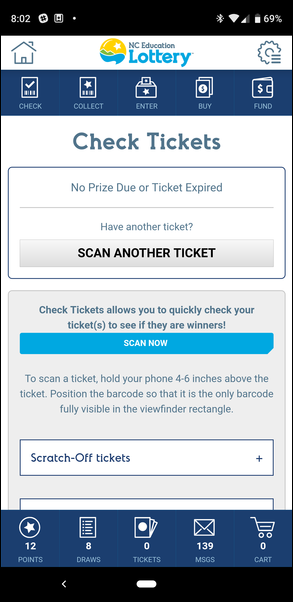 8:02
69%
NC Education
Lottery
CHECK
COLLECT
ENTER
BUY
FUND
Check Tickets
No Prize Due or Ticket Expired
Have another ticket?
SCAN ANOTHER TICKET
Check Tickets allows you to quickly check your
ticket(s) to see if they are winners!
SCAN NOW
To scan a ticket, hold your phone 4-6 inches above the
ticket. Position the barcode so that it is the only barcode
fully visible in the viewfinder rectangle.
Scratch-Off tickets +
12 8 0 139 0
POINTS DRAWS TICKETS MSGS CART